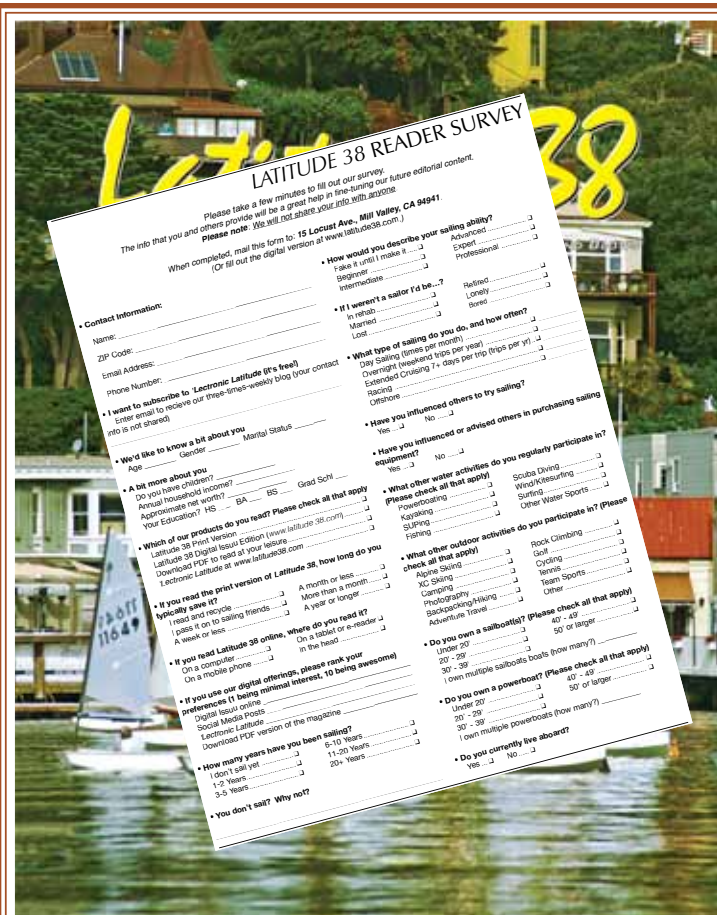 Latitude 38
LATITUDE 38 READER SURVEY
Please take a few minutes to fill out our survey.
The info that you and others provide will be a great help in fine-tuning our future editorial content.
Please note: We will not share your info with anyone
When completed, mail this form to: 15 Locust Ave., Mill Valley, CA 94941.
(Or fill out the digital version at www.latitude38.com.)
• Contact Information:
Name:
ZIP Code:
Email Address:
Phone Number:
• I want to subscribe to 'Lectronic Latitude (it's free!)
Enter email to recieve our three-times-weekly blog (your contact
info is not shared)
• We'd like to know a bit about you
Age Gender Marital Status
• A bit more about you
Do you have children?
Annual household income?
Approximate net worth?
Your Education? HS BA BS Grad Schl
• Which of our products do you read? Please check all that apply
Latitude 38 Print Version
Latitude 38 Digital Issuu Edition (www.latitude 38.com)
Download PDF to read at your leisure
Lectronic Latitude at www.latitude38.com
• If you read the print version of Latitude 38, how long do you
typically save it?
I read and recycle A month or less
I pass it on to sailing friends More than a month
A week or less A year or longer
• If you read Latitude 38 online, where do you read it?
On a computer On a tablet or e-reader
On a mobile phone in the head
• If you use our digital offerings, please rank your
preferences (1 being minimal interest, 10 being awesome)
Digital Issuu online
Social Media Posts
Lectronic Latitude
Download PDF version of the magazine
• How many years have you been sailing?
I don't sail yet 6-10 Years
1-2 Years 11-20 Years
3-5 Years 20+ Years
• You don't sail? Why not?
• How would you describe your sailing ability?
Fake it until I make it Advanced
Beginner Expert
Intermediate Professional
• If I weren't a sailor I'd be...?
In rehab Retired
Married Lonely
Lost Bored
• What type of sailing do you do, and how often?
Day Sailing (times per month)
Overnight (weekend trips per year)
Extended Cruising 7+ days per trip (trips per yr)
Racing
Offshore
• Have you influenced others to try sailing?
Yes No
• Have you influenced or advised others in purchasing sailing
equipment?
Yes No
• What other water activities do you regularly participate in?
(Please check all that apply)
Powerboating Scuba Diving
Kayaking Wind/Kitesurfing
SUPing Surfing
Fishing Other Water Sports
• What other outdoor activities do you participate in? (Please
check all that apply)
Alpine Skiing Rock Climbing
XC Skiing Golf
Camping Cycling
Photography Tennis
Backpacking/Hiking Team Sports
Adventure Travel Other
• Do you own a sailboat(s)? (Please check all that apply)
Under 20' 40' - 49'
20' - 29' 50' or larger
30' - 39'
I own multiple sailboats boats (how many?)
• Do you own a powerboat? (Please check all that apply)
Under 20' 40' - 49'
20' - 29' 50' or larger
30' - 39'
I own multiple powerboats (how many?)
• Do you currently live aboard?
Yes No
11649